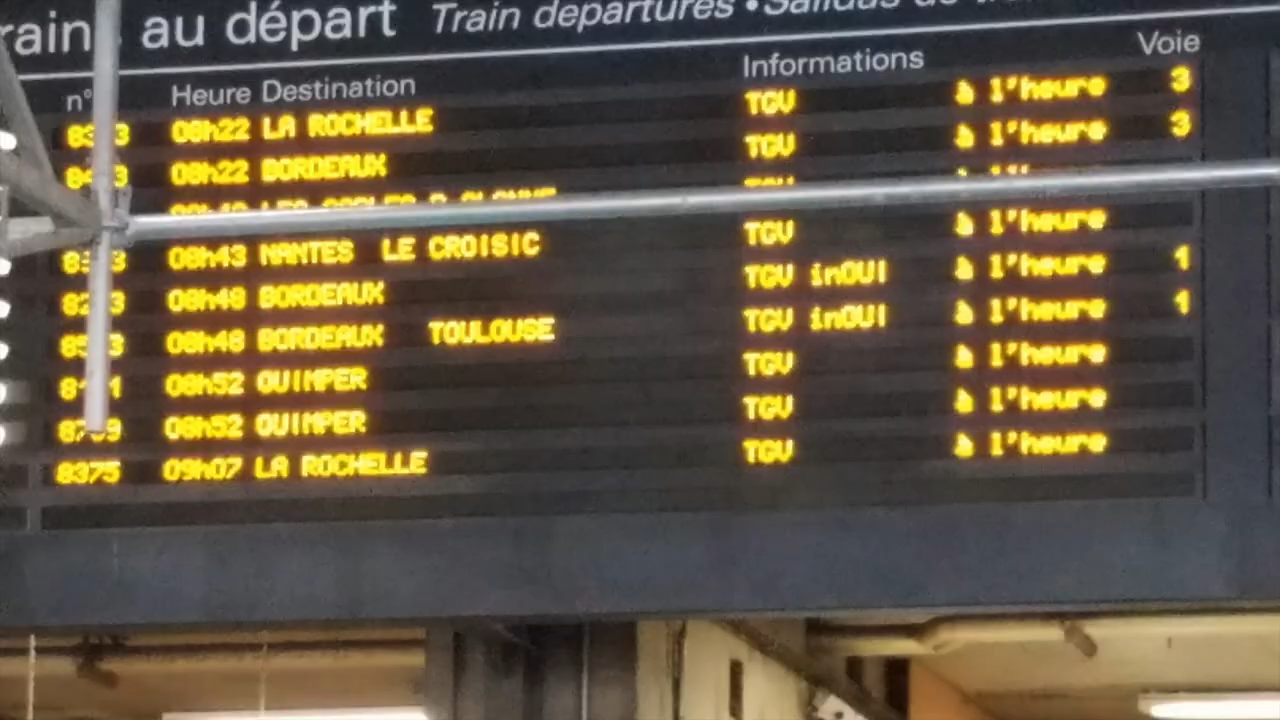 au départ Train departures • Salidas de
n° Heure Destination Informations Voie
08h22 LA ROCHELLE TGV à l'heure 3
08h22 BORDEAUX TGV à l'heure 3
08h43 NANTES LE CROISIC TGV à l'heure
08h48 BORDEAUX TGV inOUI à l'heure 1
08h48 BORDEAUX TOULOUSE TGV inOUI à l'heure 1
08h52 QUIMPER TGV à l'heure
08h52 QUIMPER TGV à l'heure
8375 09h07 LA ROCHELLE TGV à l'heure